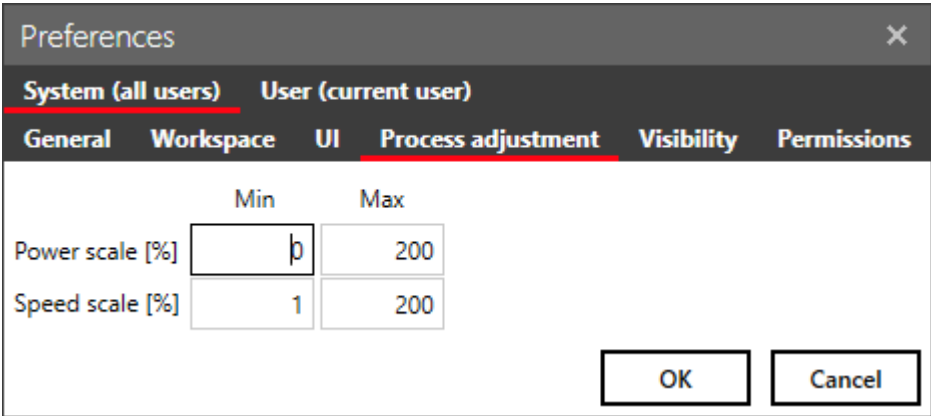 Preferences
System (all users) User (current user)
General Workspace UI Process adjustment Visibility Permissions
Min Max
Power scale [%] 0 200
Speed scale [%] 1 200
OK Cancel